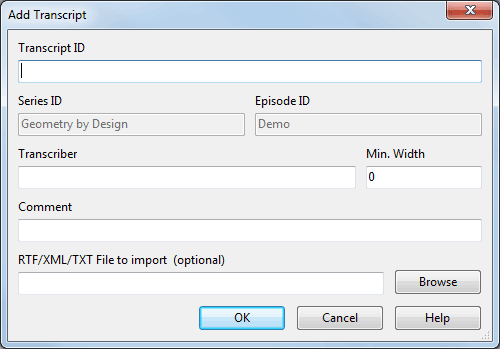 Add Transcript
Transcript ID
Series ID Episode ID
Geometry by Design Demo
Transcriber Min. Width
0
Comment
RTF/XML/TXT File to import (optional)
Browse
OK Cancel Help